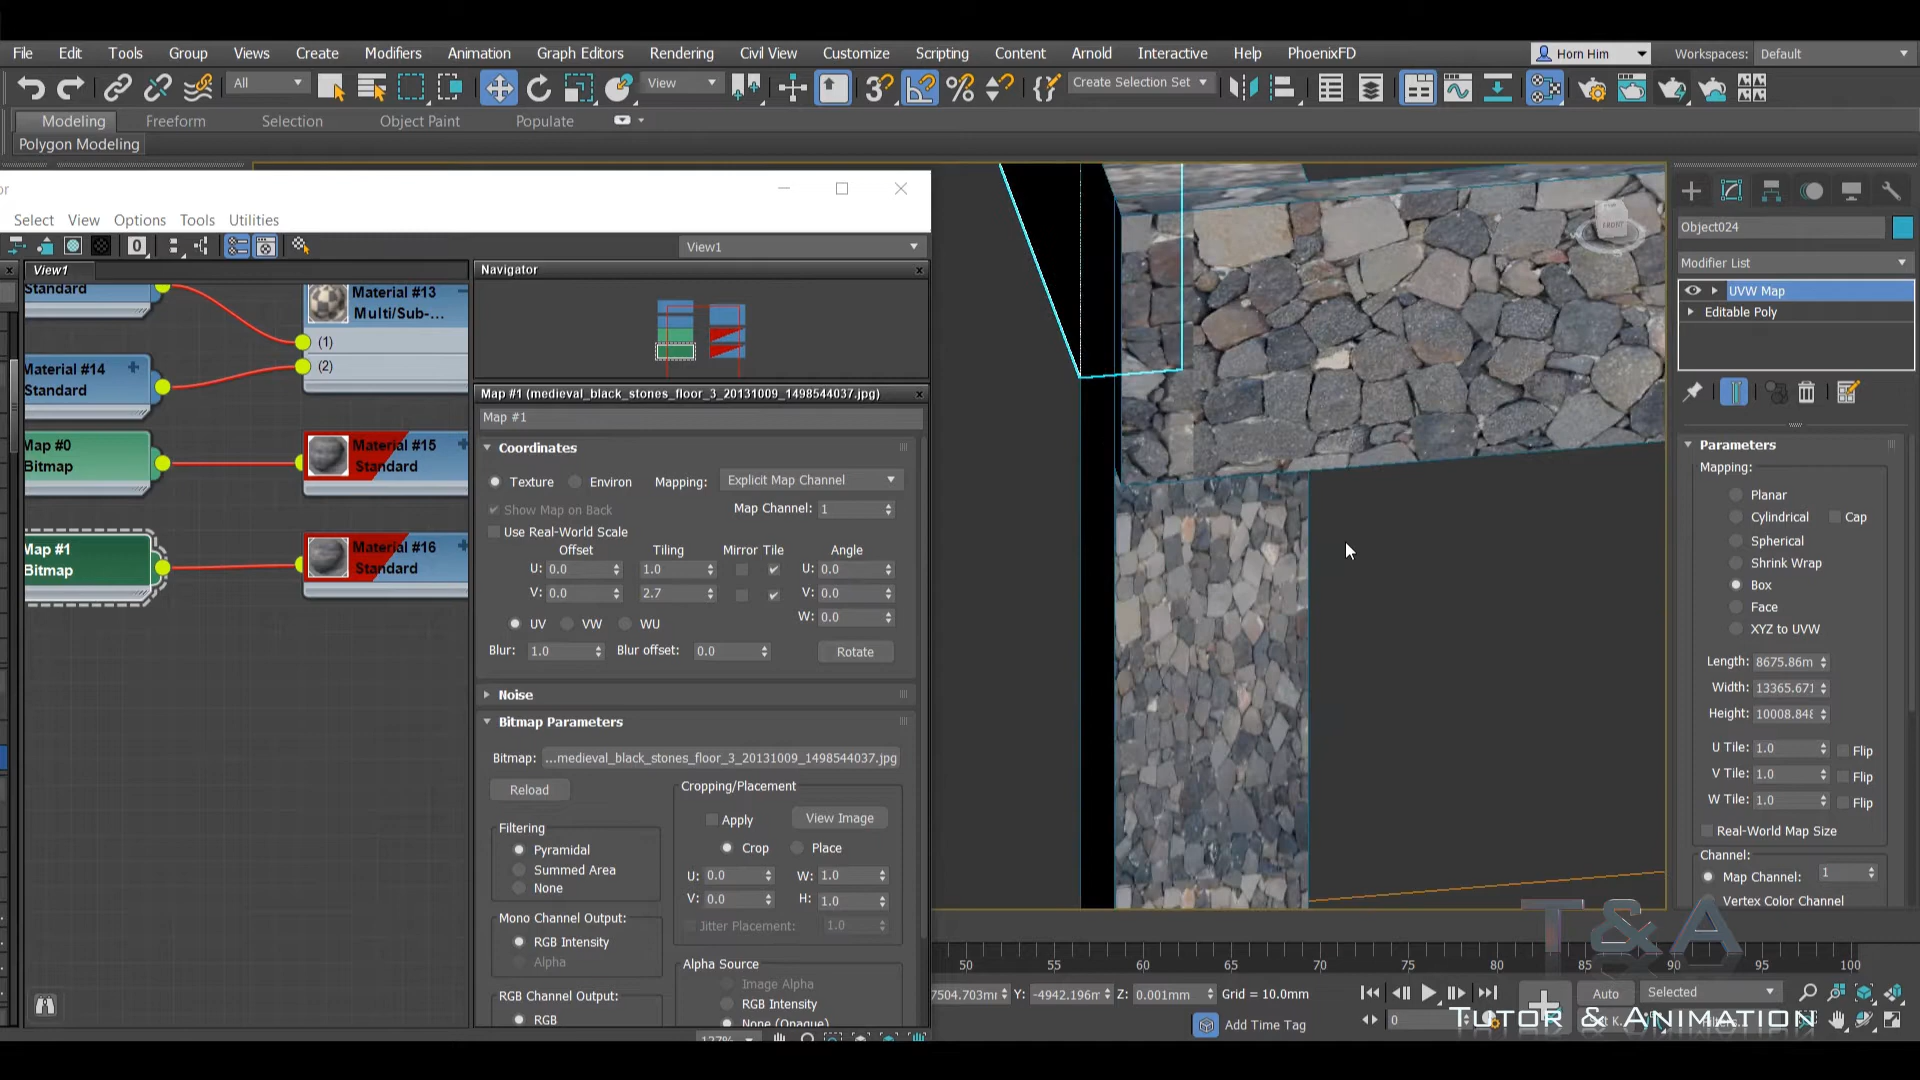 File Edit Tools Group Views Create Modifiers Animation Graph Editors Rendering Civil View Customize Scripting Content Arnold Interactive Help PhoenixFD Horn Him Workspaces: Default
All View Create Selection Set
Modeling Freeform Selection Object Paint Populate
Polygon Modeling
or
Select View Options Tools Utilities
0 View1
View1
Standard
Material #13
Multi/Sub-...
(1)
(2)
Material #14
Standard
Map #0
Bitmap
Material #15
Standard
Map #1
Bitmap
Material #16
Standard
Navigator
Map #1 (medieval_black_stones_floor_3_20131009_1498544037.jpg)
Map #1
Coordinates
Texture Environ Mapping: Explicit Map Channel
Show Map on Back Map Channel: 1
Use Real-World Scale
Offset Tiling Mirror Tile Angle
U: 0.0 1.0 U: 0.0
V: 0.0 2.7 V: 0.0
W: 0.0
UV VW WU
Blur: 1.0 Blur offset: 0.0 Rotate
Noise
Bitmap Parameters
Bitmap: ...medieval_black_stones_floor_3_20131009_1498544037.jpg
Reload
Cropping/Placement
Apply View Image
Crop Place
U: 0.0 W: 1.0
V: 0.0 H: 1.0
Jitter Placement: 1.0
Filtering
Pyramidal
Summed Area
None
Mono Channel Output:
RGB Intensity
Alpha
RGB Channel Output:
RGB
Alpha Source
Image Alpha
RGB Intensity
None (Opaque)
127%
FRONT
Object024
Modifier List
UVW Map
Editable Poly
Parameters
Mapping:
Planar
Cylindrical Cap
Spherical
Shrink Wrap
Box
Face
XYZ to UVW
Length: 8675.86m
Width: 13365.671
Height: 10008.848
U Tile: 1.0 Flip
V Tile: 1.0 Flip
W Tile: 1.0 Flip
Real-World Map Size
Channel:
Map Channel: 1
Vertex Color Channel
T & A
50 55 60 65 70 75 80 85 90 95 100
7504.703m Y: -4942.196m Z: 0.001mm Grid = 10.0mm
Auto Selected
Add Time Tag
0
Tutor & Animation